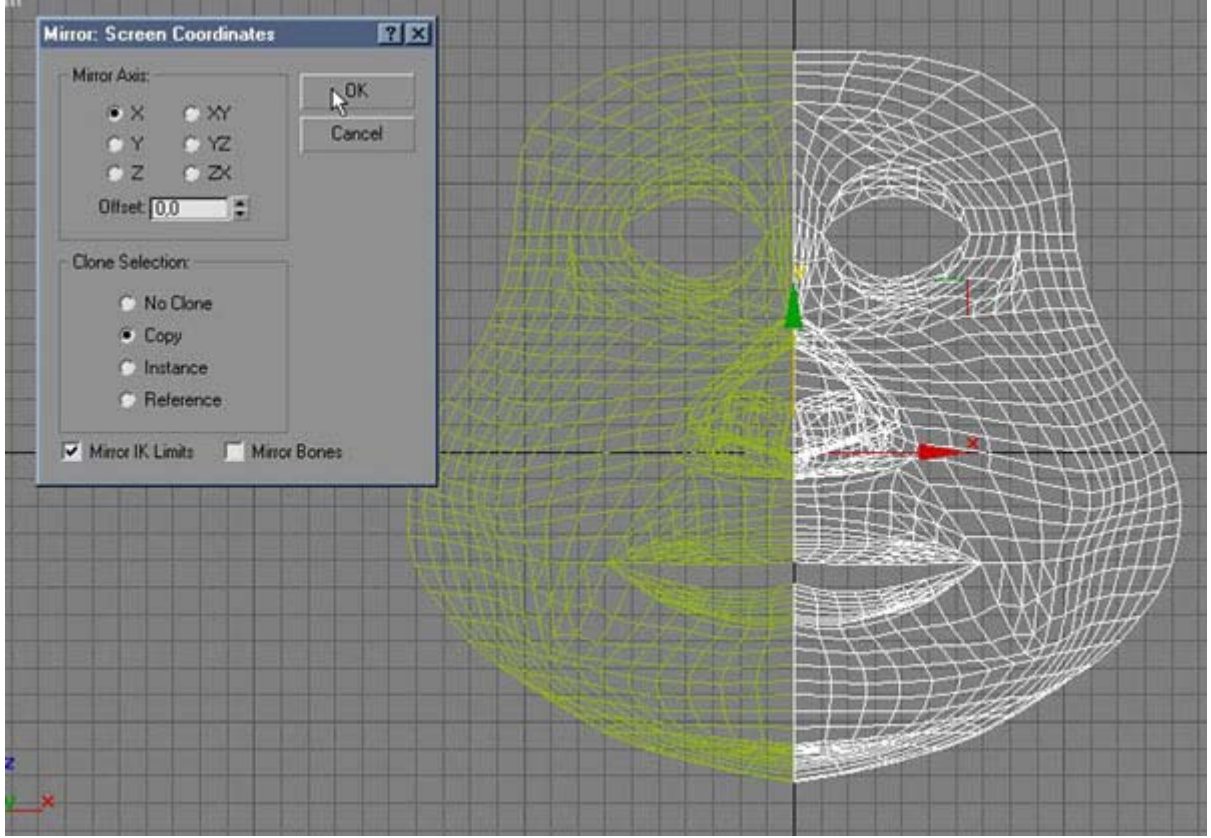 Mirror: Screen Coordinates
Mirror Axis:
OK
X XY
Cancel
Y YZ
Z ZX
Offset: 0,0
Clone Selection:
No Clone
Copy
Instance
Reference
Mirror IK Limits Mirror Bones
y
x
z
y x